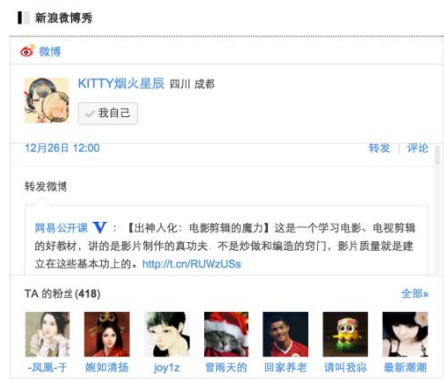 新浪微博秀
微博
KITTY烟火星辰 四川 成都
我自己
12月26日 12:00 转发 评论
转发微博
网易公开课 V ：【出神入化：电影剪辑的魔力】这是一个学习电影、电视剪辑
的好教材，讲的是影片制作的真功夫．不是炒做和编造的窍门，影片质量就是建
立在这些基本功上的。http://t.cn/RUWzUSs
TA 的粉丝(418) 全部»
-凤凰-于 婉如清扬 joy1z 曾雨天的 回家养老 请叫我焱 最新潮潮